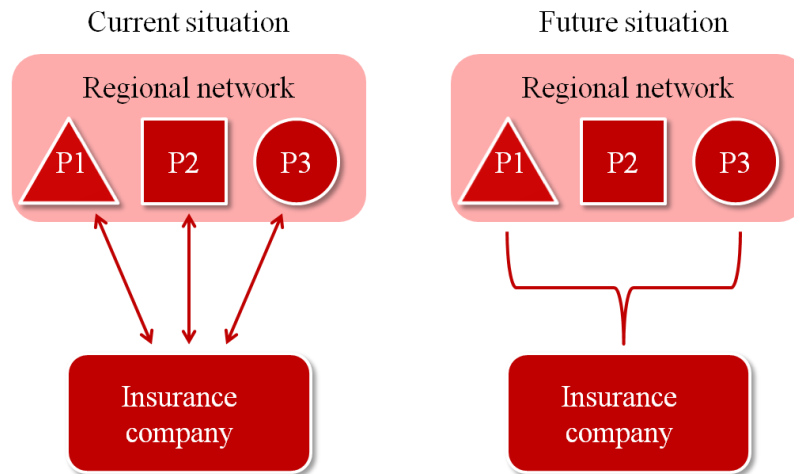 Current situation
Regional network
P1
P2
P3
Insurance
company
Future situation
Regional network
P1
P2
P3
Insurance
company